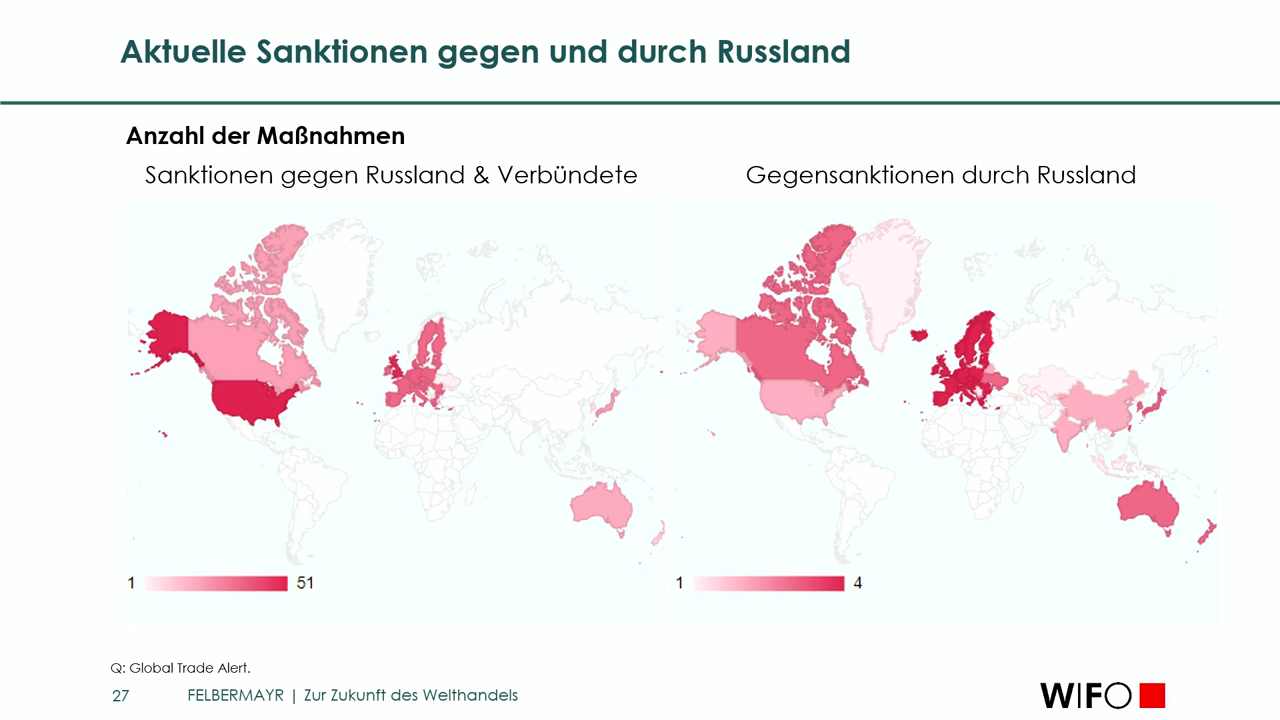 Aktuelle Sanktionen gegen und durch Russland
Anzahl der Maßnahmen
Sanktionen gegen Russland & Verbündete
Gegensanktionen durch Russland
1 51
1 4
Q: Global Trade Alert.
27 FELBERMAYR | Zur Zukunft des Welthandels
WIFO